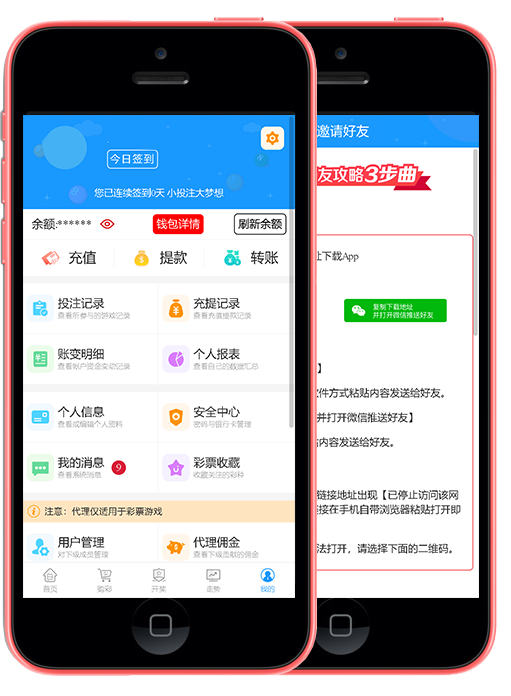 今日签到
您已连续签到0天 小投注大梦想
余额:******
钱包详情
刷新余额
充值
提款
转账
投注记录
查看所参与的游戏记录
充提记录
查看充值提款记录
账变明细
查看帐户资金变动记录
个人报表
查看自己的数据汇总
个人信息
查看或编辑个人资料
安全中心
密码与银行卡管理
我的消息
查看系统消息
9
彩票收藏
收藏关注的彩种
注意：代理仅适用于彩票游戏
用户管理
对下级成员管理
代理佣金
查看下级贡献的佣金
首页
购彩
开奖
走势
我的
邀请好友
友攻略3步曲
址下载App
复制下载地址
并打开微信推送好友
】
文件方式粘贴内容发送给好友。
并打开微信推送好友】
内容发送给好友。
链接地址出现【已停止访问该网
接在手机自带浏览器粘贴打开即
法打开，请选择下面的二维码。